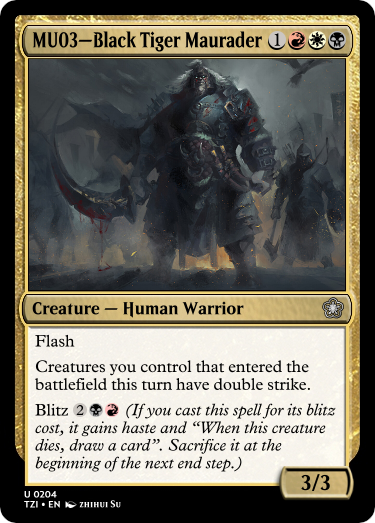 MU03—Black Tiger Maurader 1
Creature — Human Warrior
Flash
Creatures you control that entered the
battlefield this turn have double strike.
Blitz 2 (If you cast this spell for its blitz
cost, it gains haste and “When this creature
dies, draw a card”. Sacrifice it at the
beginning of the next end step.)
3/3
U 0204
TZI • EN ZHIHUI SU